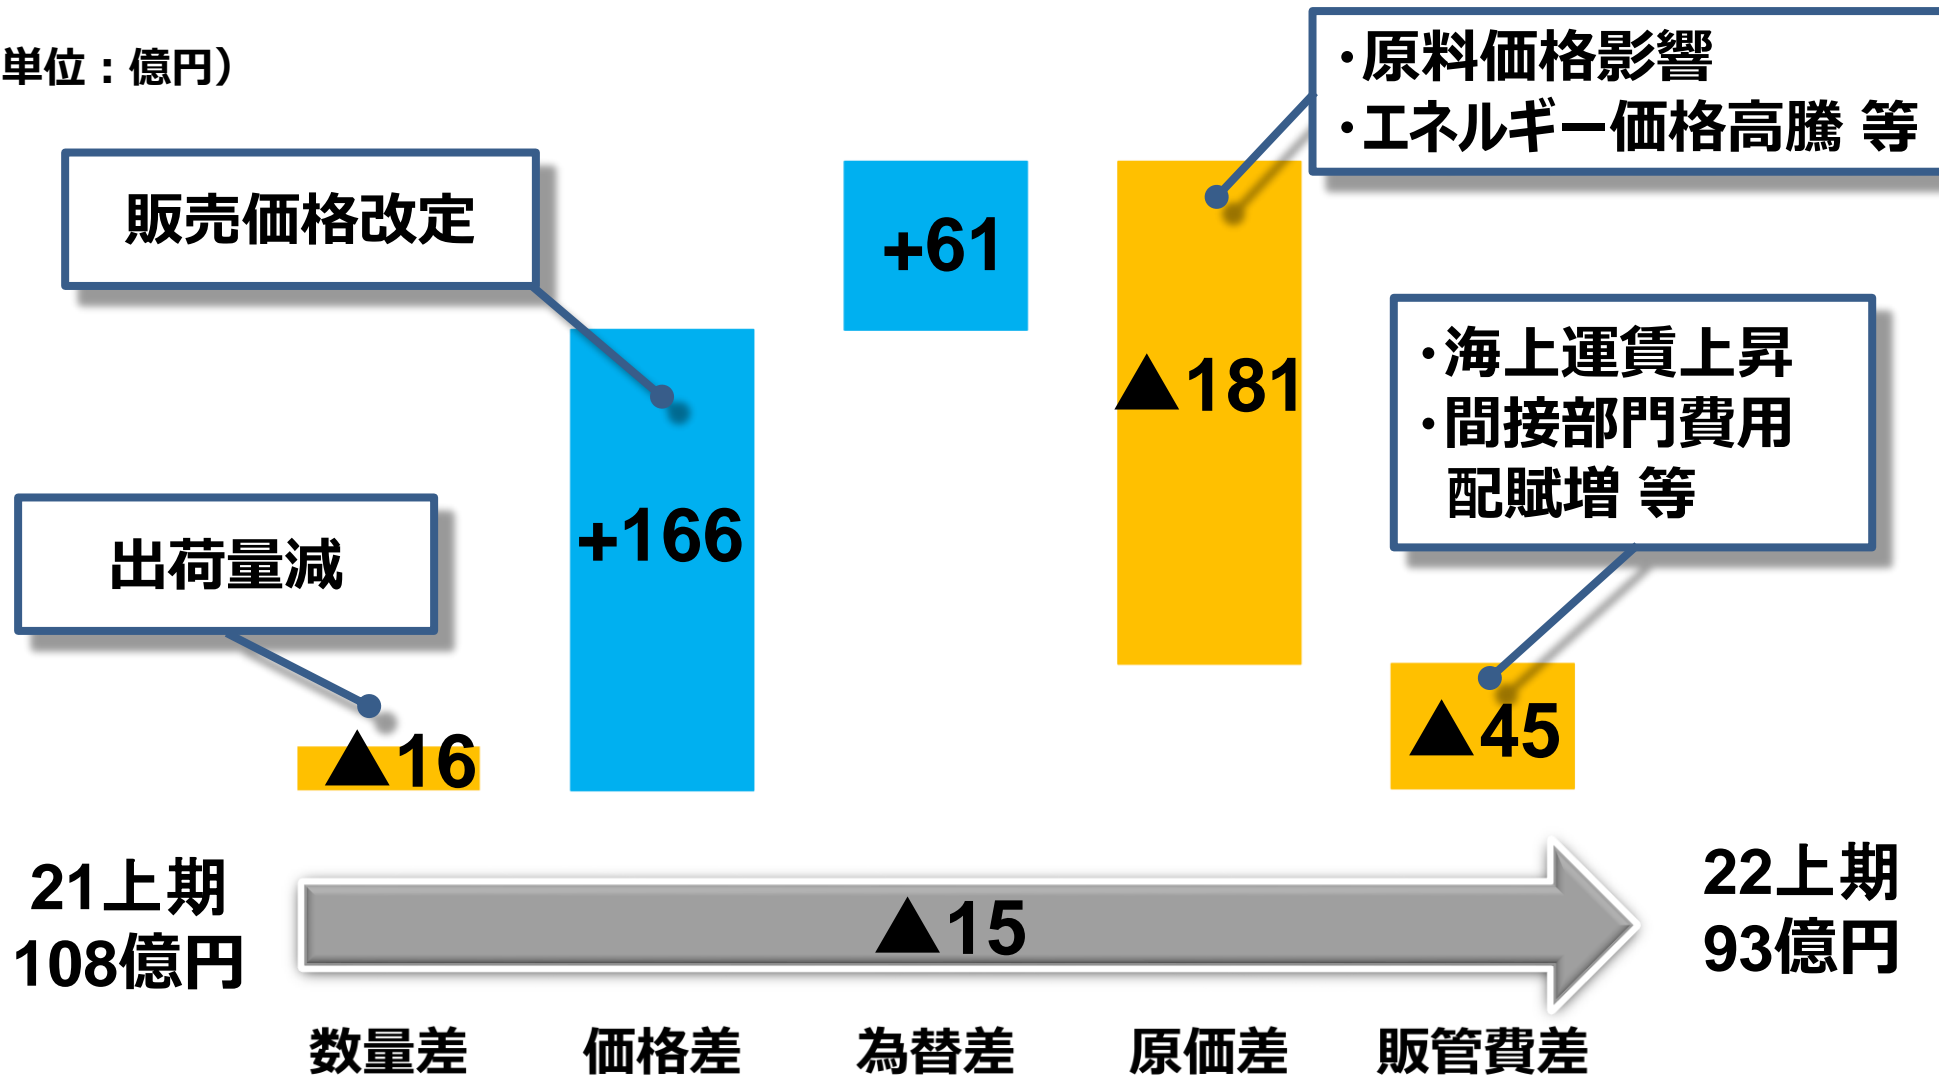 単位：億円）
・原料価格影響
・エネルギー価格高騰 等
販売価格改定
+61
▲181
・海上運賃上昇
・間接部門費用
配賦増 等
+166
出荷量減
▲16
▲45
21上期
108億円
▲15
22上期
93億円
数量差
価格差
為替差
原価差
販管費差